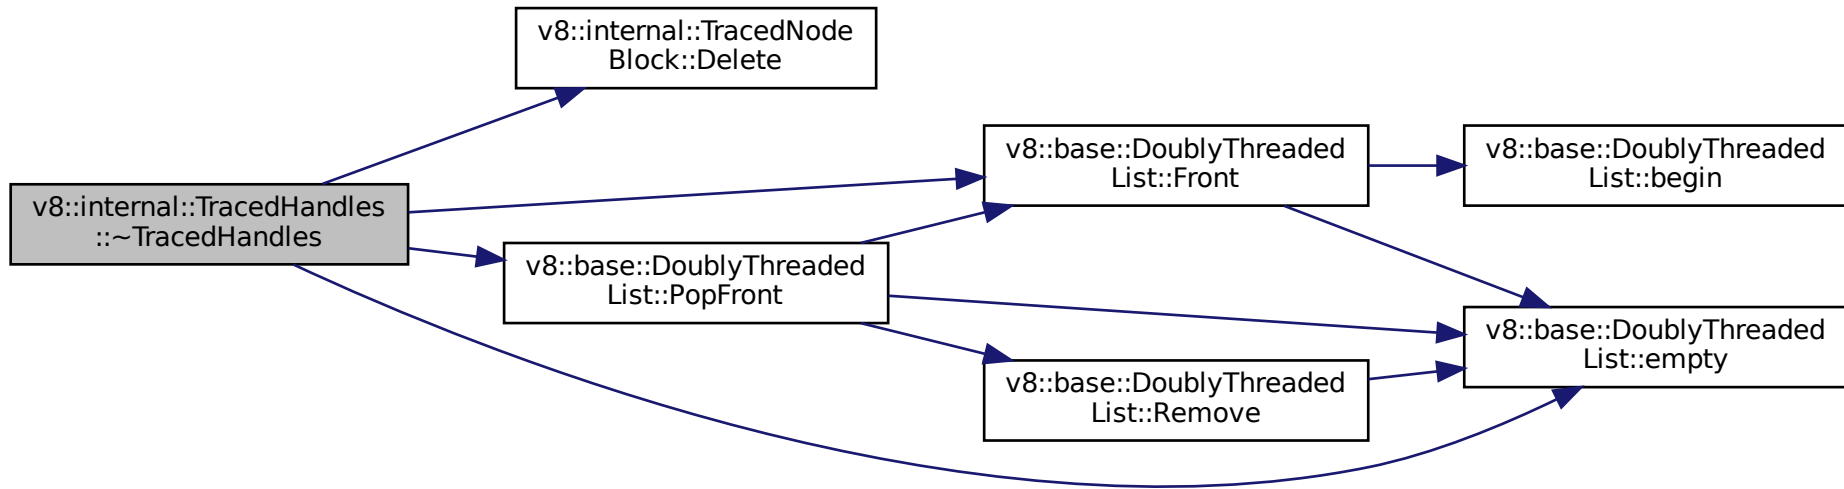 v8::internal::TracedNode
Block::Delete
v8::base::DoublyThreaded
List::Front
v8::base::DoublyThreaded
List::begin
v8::internal::TracedHandles
::~TracedHandles
v8::base::DoublyThreaded
List::PopFront
v8::base::DoublyThreaded
List::empty
v8::base::DoublyThreaded
List::Remove